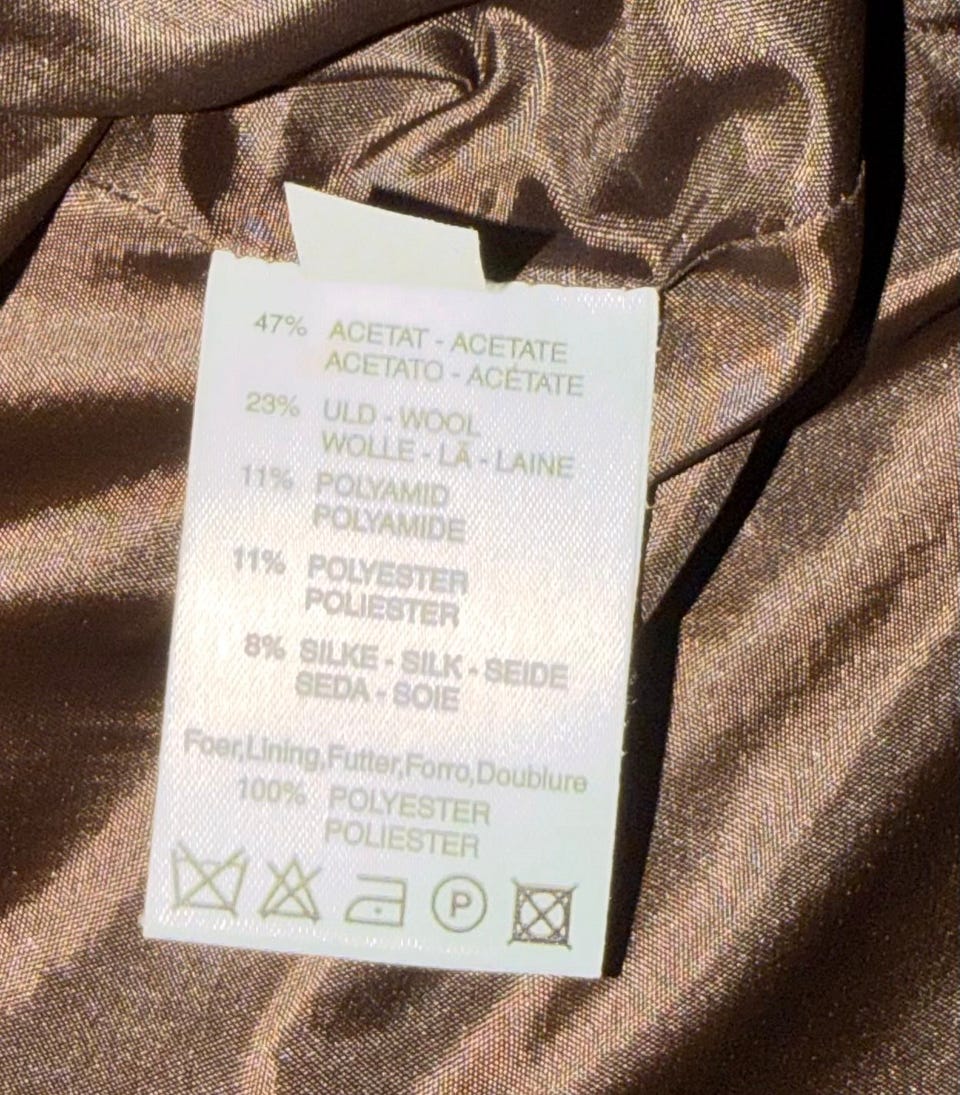 47% ACETAT - ACETATE
ACETATO - ACÉTATE
23% ULD - WOOL
WOLLE - LÃ - LAINE
11% POLYAMID
POLYAMIDE
11% POLYESTER
POLIESTER
8% SILKE - SILK - SEIDE
SEDA - SOIE
Foer,Lining,Futter,Forro,Doublure
100% POLYESTER
POLIESTER
P